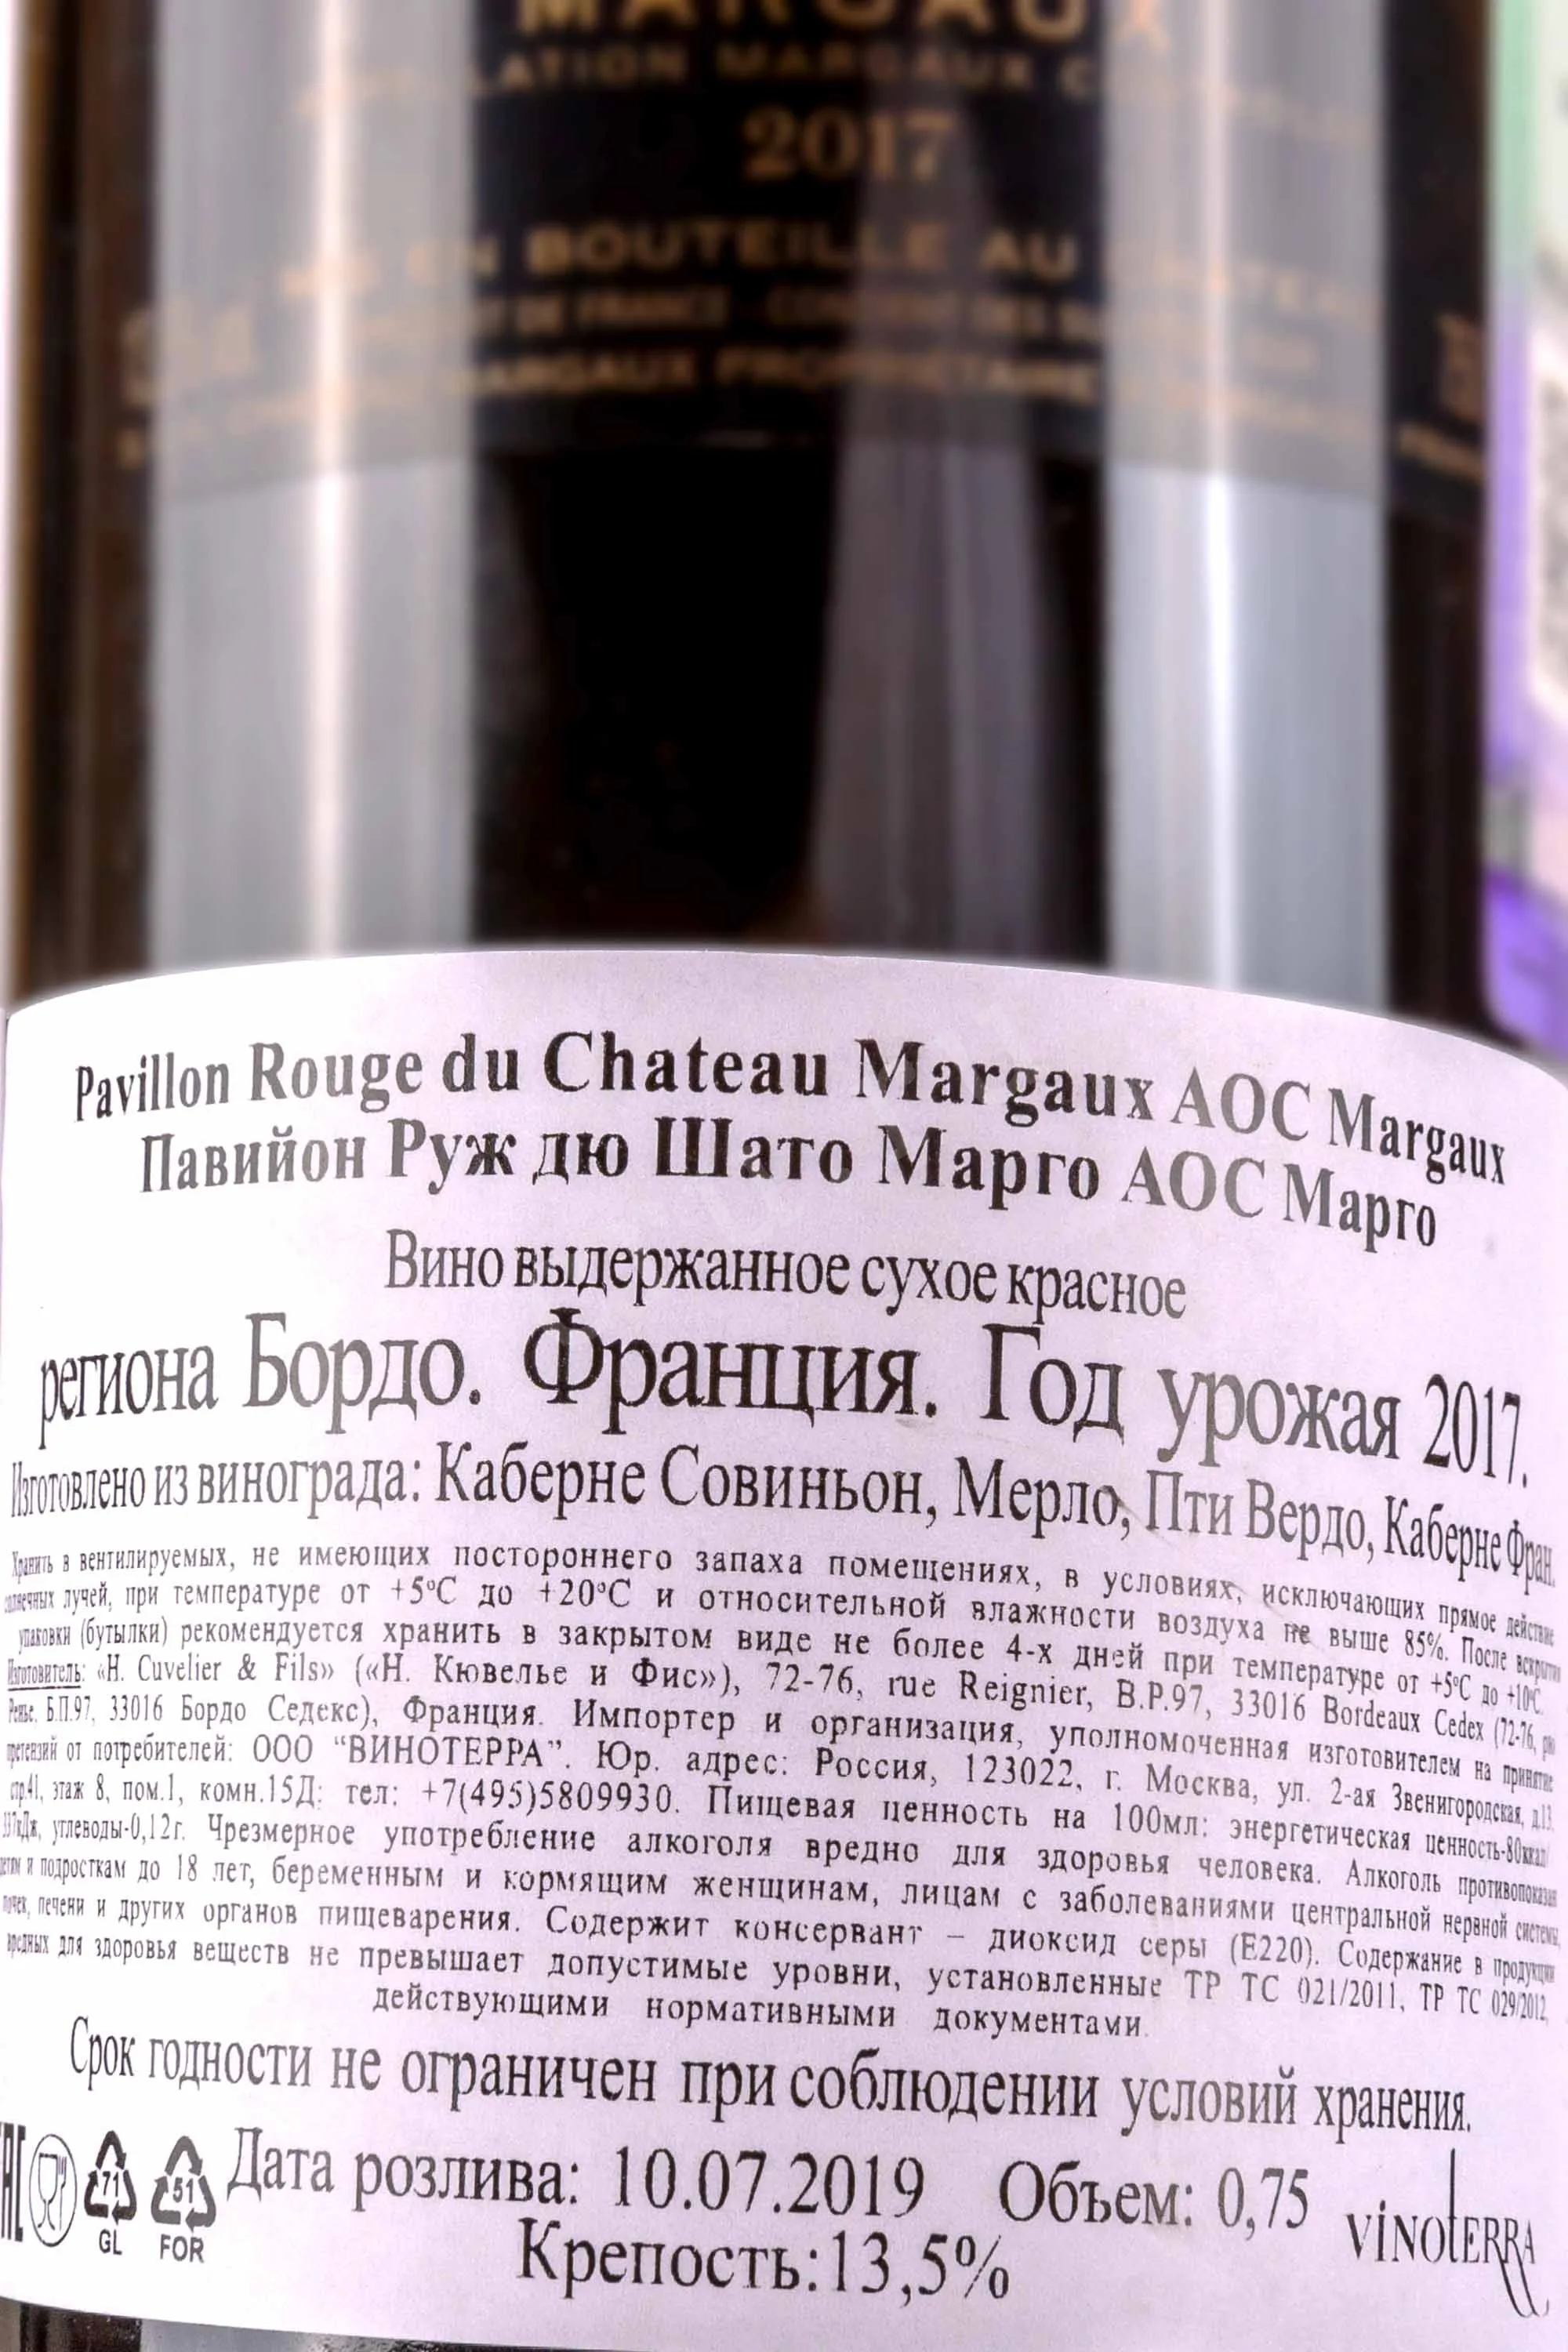 MARGAUX
MARGAUX
2017
EN BOUTEILLE AU
DE FRANCE
MARGAUX PROPRIÉTAIRE
Pavillon Rouge du Chateau Margaux AOC Margaux
Павийон Руж дю Шато Марго АОС Марго
Вино выдержанное сухое красное
региона Бордо. Франция. Год урожая 2017.
Изготовлено из винограда: Каберне Совиньон, Мерло, Пти Вердо, Каберне Фран.
Хранить в вентилируемых, не имеющих постороннего запаха помещениях, в условиях, исключающих прямое действие
солнечных лучей, при температуре от +5°С до +20°С и относительной влажности воздуха не выше 85%. После вскрытия
упаковки (бутылки) рекомендуется хранить в закрытом виде не более 4-х дней при температуре от +5°С до +10°С.
Изготовитель: «H. Cuvelier & Fils» («Н. Кювелье и Фис»), 72-76, rue Reignier, B.P.97, 33016 Bordeaux Cedex (72-76, рю
Ренье, Б.П.97, 33016 Бордо Седекс), Франция. Импортер и организация, уполномоченная изготовителем на принятие
претензий от потребителей: ООО “ВИНОТЕРРА”. Юр. адрес: Россия, 123022, г. Москва, ул. 2-ая Звенигородская, д.13,
стр.41, этаж 8, пом.1, комн.15Д; тел: +7(495)5809930. Пищевая ценность на 100мл: энергетическая ценность-80ккал/
337кДж, углеводы-0,12г. Чрезмерное употребление алкоголя вредно для здоровья человека. Алкоголь противопоказан
детям и подросткам до 18 лет, беременным и кормящим женщинам, лицам с заболеваниями центральной нервной системы,
почек, печени и других органов пищеварения. Содержит консервант – диоксид серы (Е220). Содержание в продукции
вредных для здоровья веществ не превышает допустимые уровни, установленные ТР ТС 021/2011, ТР ТС 029/2012,
действующими нормативными документами.
Срок годности не ограничен при соблюдении условий хранения.
EAC 71 GL 51 FOR Дата розлива: 10.07.2019 Объем: 0,75 VINOTERRA
Крепость:13,5%